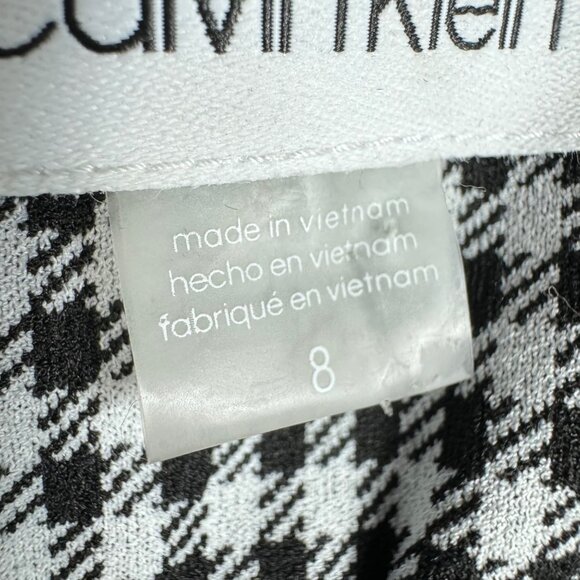 calvin klein
made in vietnam
hecho en vietnam
fabriqué en vietnam
8